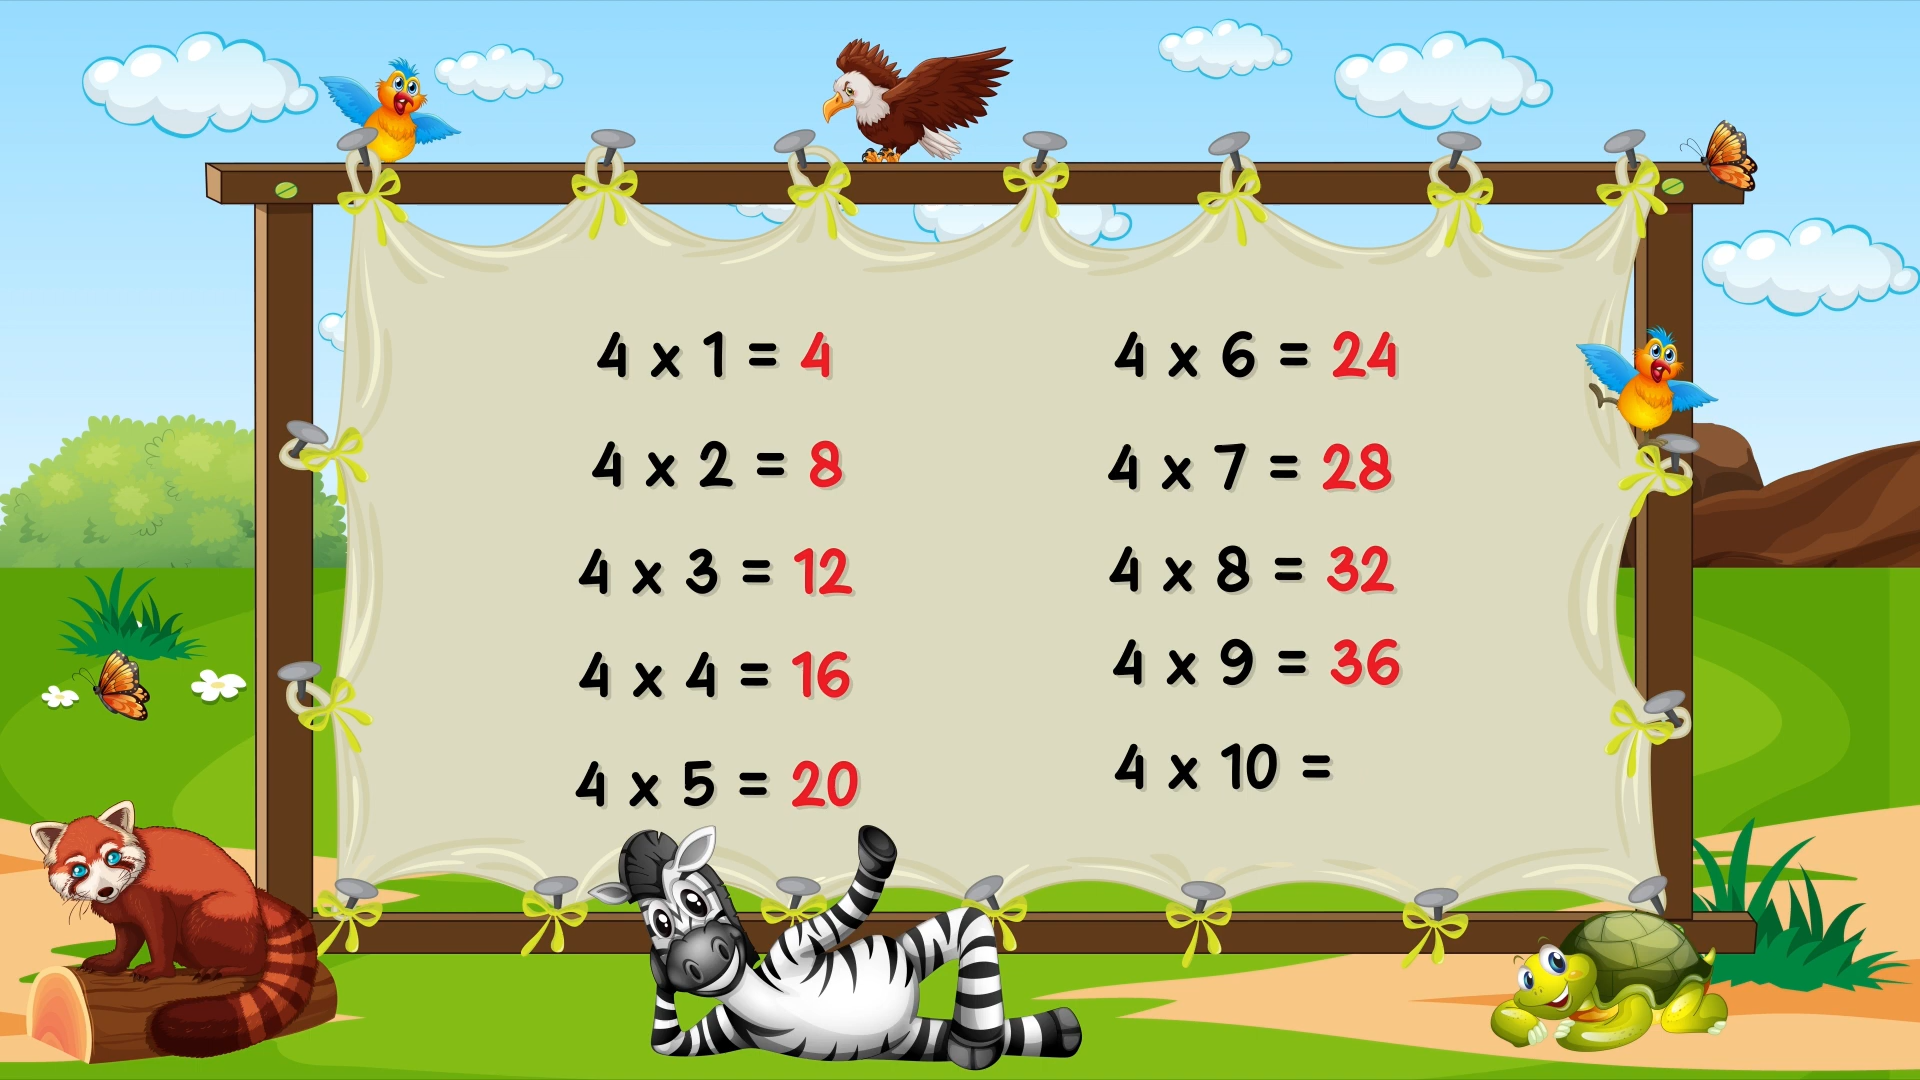 4 x 1 = 4
4 x 2 = 8
4 x 3 = 12
4 x 4 = 16
4 x 5 = 20
4 x 6 = 24
4 x 7 = 28
4 x 8 = 32
4 x 9 = 36
4 x 10 =